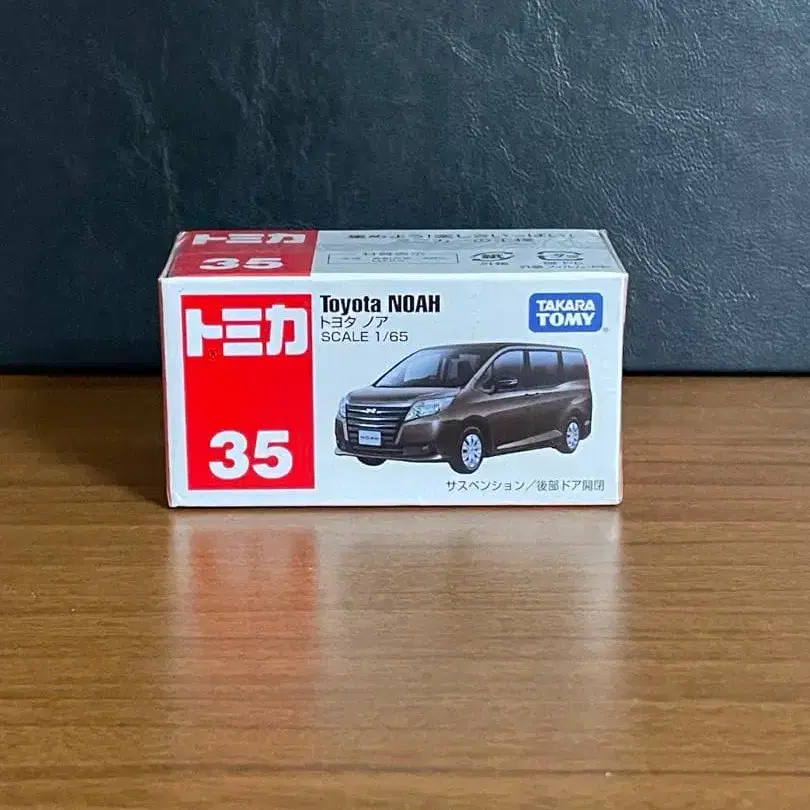 トミカ
35
トミカ
35
Toyota NOAH
トヨタ ノア
SCALE 1/65
TAKARA
TOMY
NOAH
サスペンション/後部ドア開閉